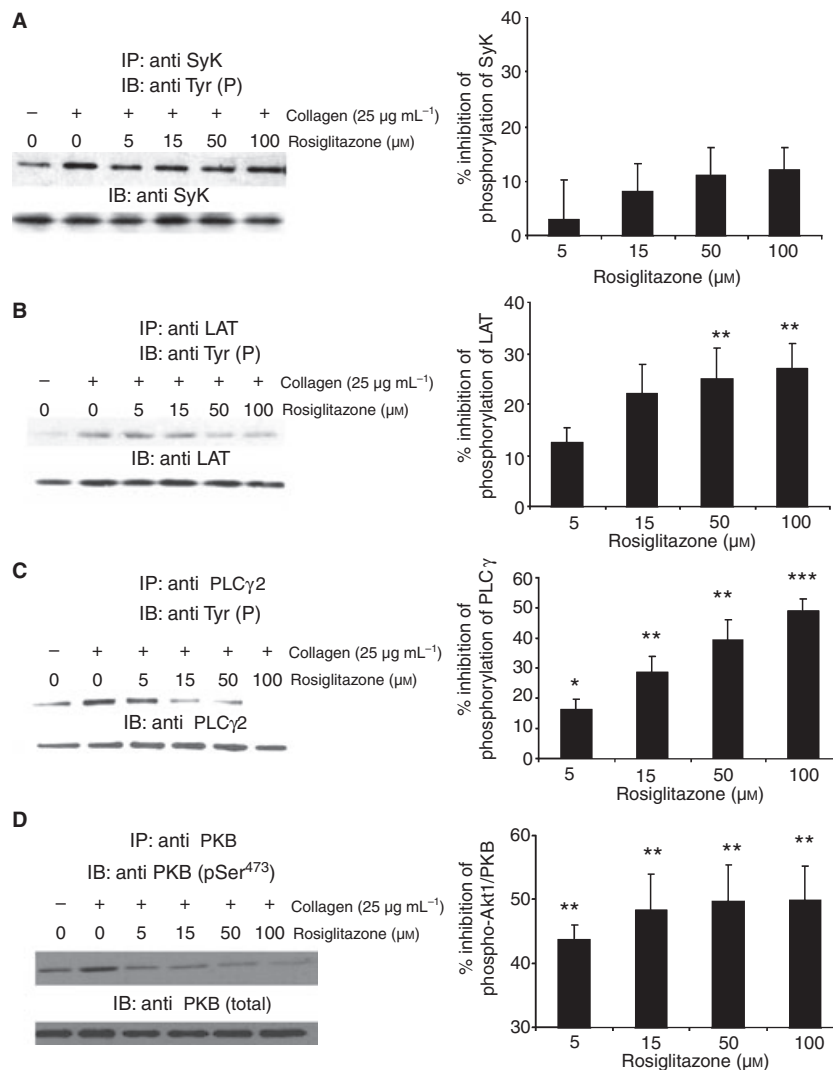 A
IP: anti SyK
IB: anti Tyr (P)
– + + + + + Collagen (25 µg mL⁻¹)
0 0 5 15 50 100 Rosiglitazone (µM)
IB: anti SyK
% inhibition of
phosphorylation of SyK
40
30
20
10
0
5 15 50 100
Rosiglitazone (µM)
B
IP: anti LAT
IB: anti Tyr (P)
– + + + + + Collagen (25 µg mL⁻¹)
0 0 5 15 50 100 Rosiglitazone (µM)
IB: anti LAT
% inhibition of
phosphorylation of LAT
40
30
20
10
0
** **
5 15 50 100
Rosiglitazone (µM)
C
IP: anti PLCγ2
IB: anti Tyr (P)
– + + + + + Collagen (25 µg mL⁻¹)
0 0 5 15 50 100 Rosiglitazone (µM)
IB: anti PLCγ2
% inhibition of
phosphorylation of PLCγ
60
50
40
30
20
10
0
* ** ** ***
5 15 50 100
Rosiglitazone (µM)
D
IP: anti PKB
IB: anti PKB (pSer⁴⁷³)
– + + + + + Collagen (25 µg mL⁻¹)
0 0 5 15 50 100 Rosiglitazone (µM)
IB: anti PKB (total)
% inhibition of
phospho-Akt1/PKB
60
50
40
30
** ** ** **
5 15 50 100
Rosiglitazone (µM)